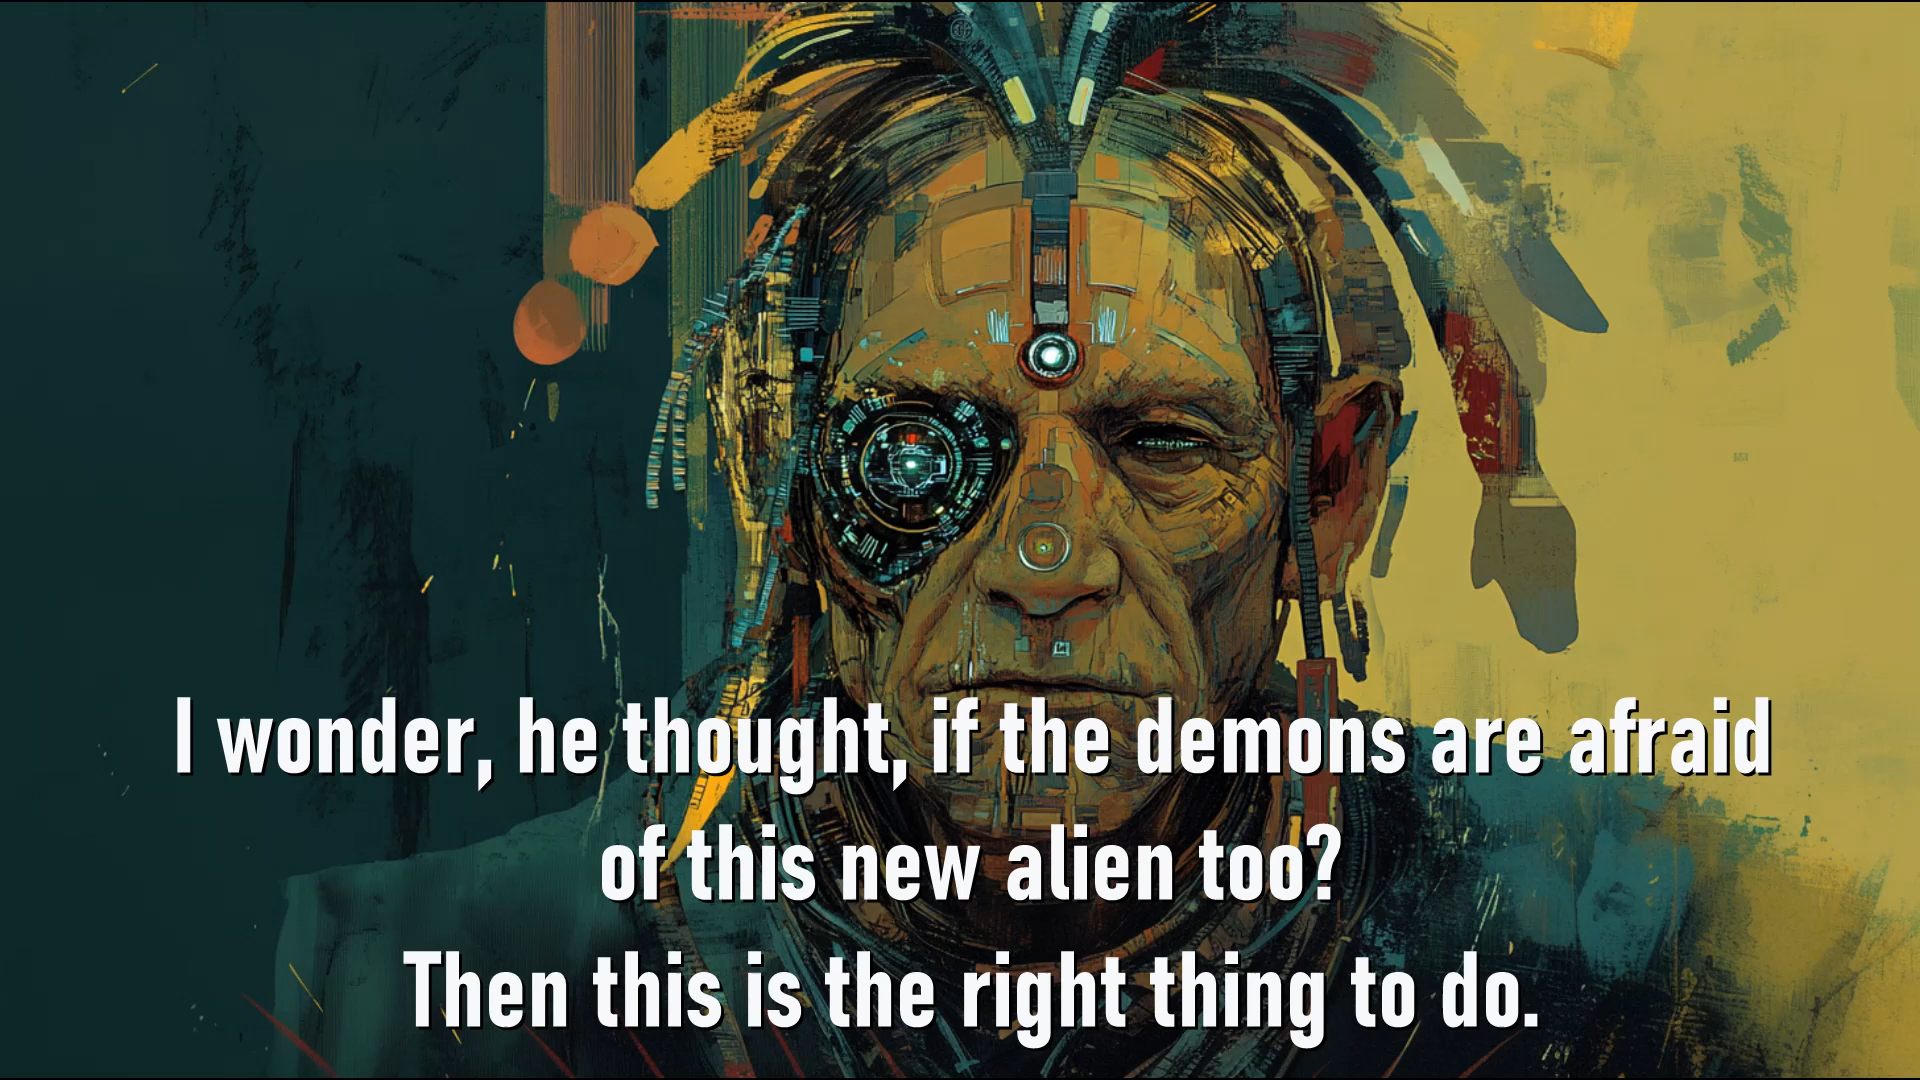 I wonder, he thought, if the demons are afraid
of this new alien too?
Then this is the right thing to do.